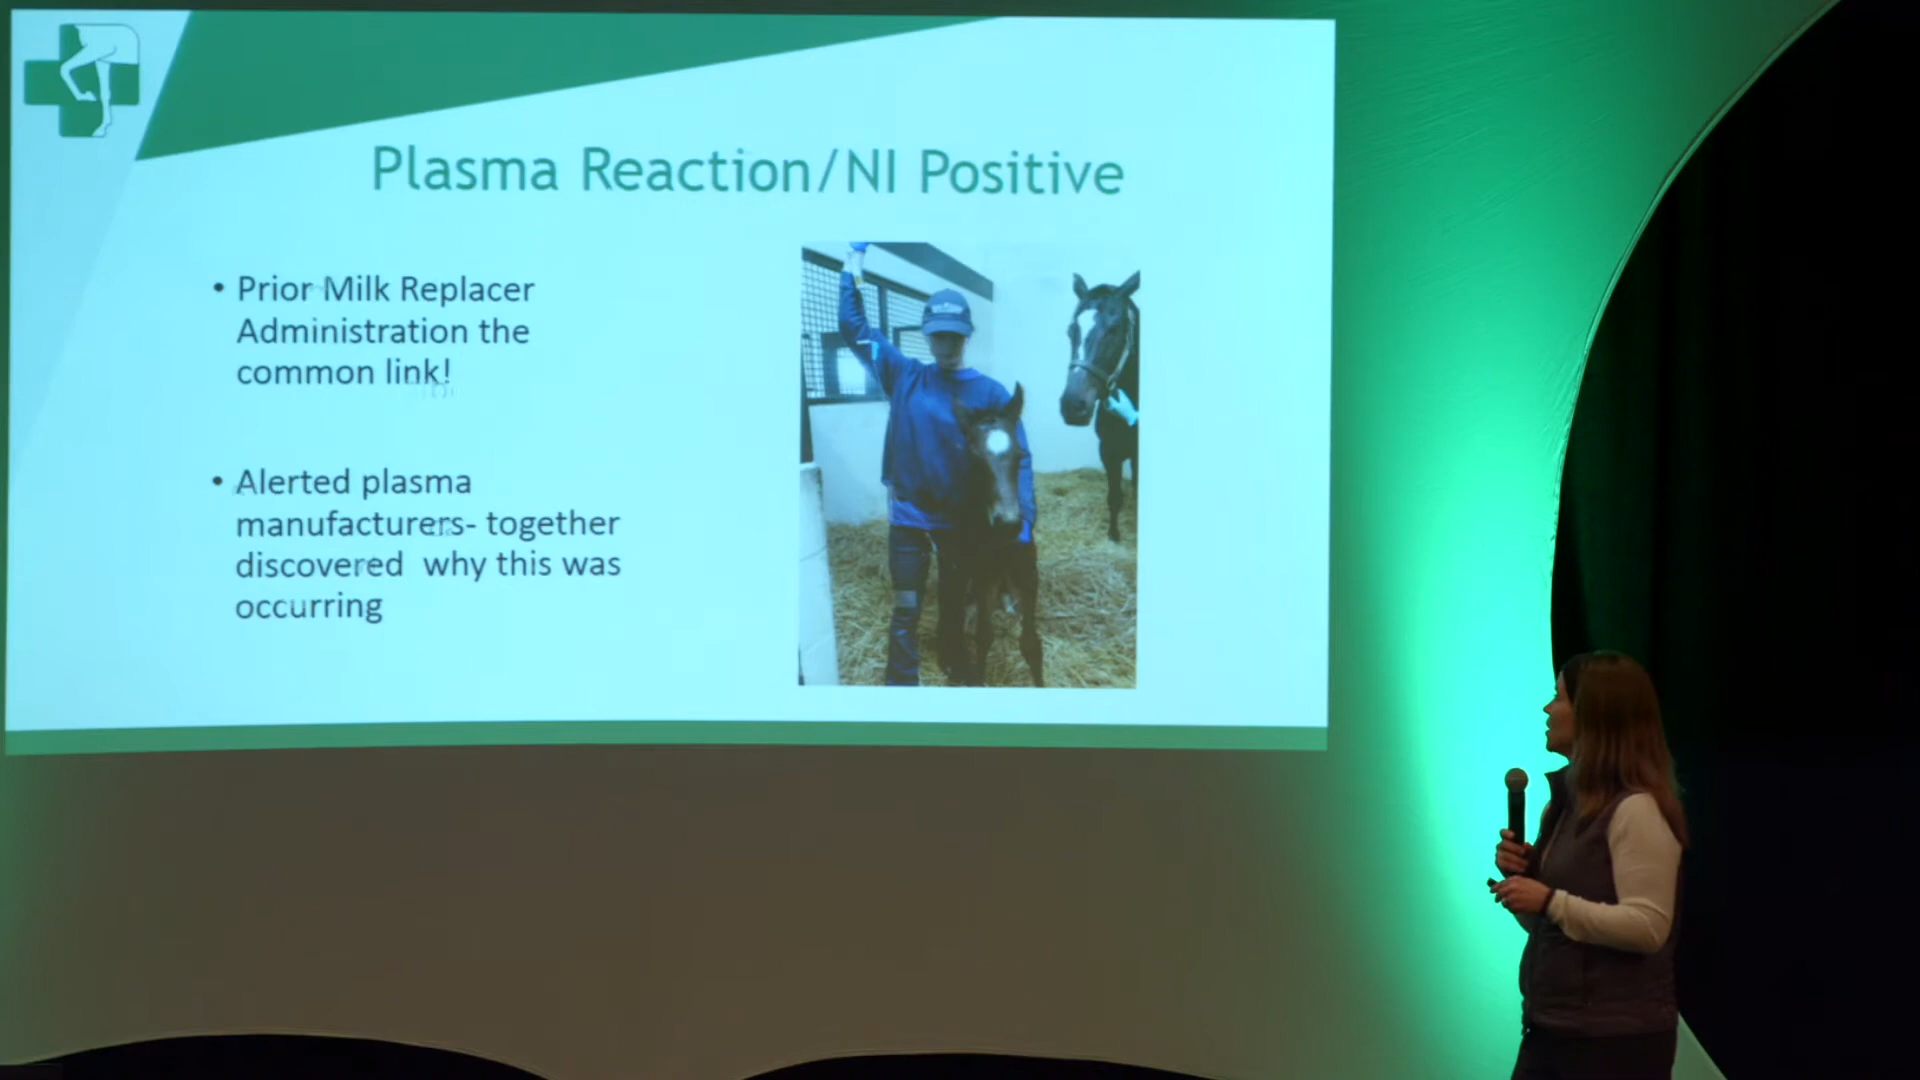 Plasma Reaction/NI Positive
• Prior Milk Replacer
Administration the
common link!
• Alerted plasma
manufacturers- together
discovered why this was
occurring